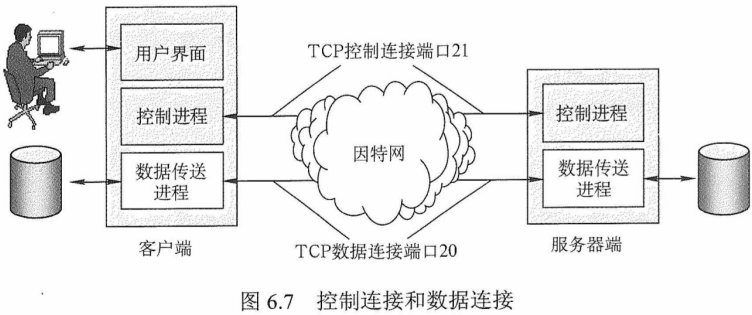 用户界面
控制进程
数据传送
进程
客户端
TCP控制连接端口21
因特网
TCP数据连接端口20
控制进程
数据传送
进程
服务器端
图 6.7 控制连接和数据连接